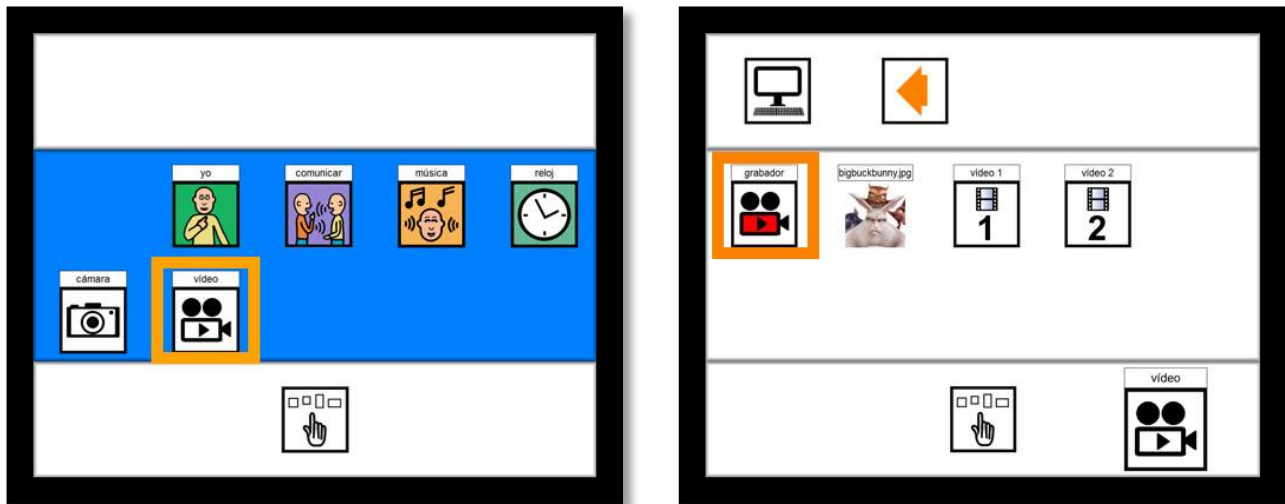 yo
comunicar
música
reloj
cámara
vídeo
grabador
bigbuckbunny.jpg
vídeo 1
vídeo 2
1
2
vídeo